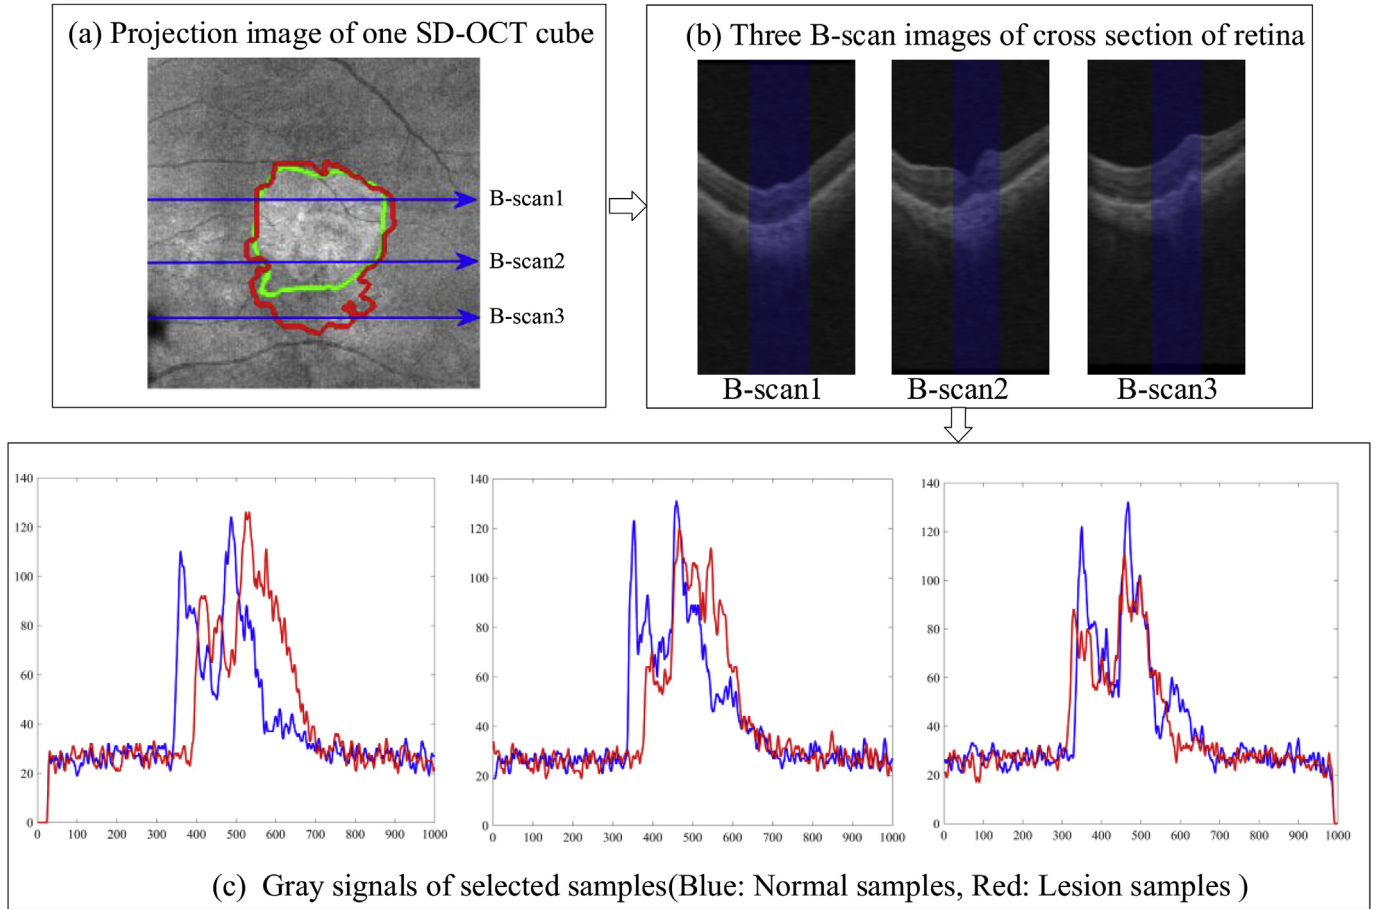 (a) Projection image of one SD-OCT cube
B-scan1
B-scan2
B-scan3
(b) Three B-scan images of cross section of retina
B-scan1 B-scan2 B-scan3
140
120
100
80
60
40
20
0
0 100 200 300 400 500 600 700 800 900 1000
140
120
100
80
60
40
20
0
0 100 200 300 400 500 600 700 800 900 1000
140
120
100
80
60
40
20
0
0 100 200 300 400 500 600 700 800 900 1000
(c) Gray signals of selected samples(Blue: Normal samples, Red: Lesion samples )